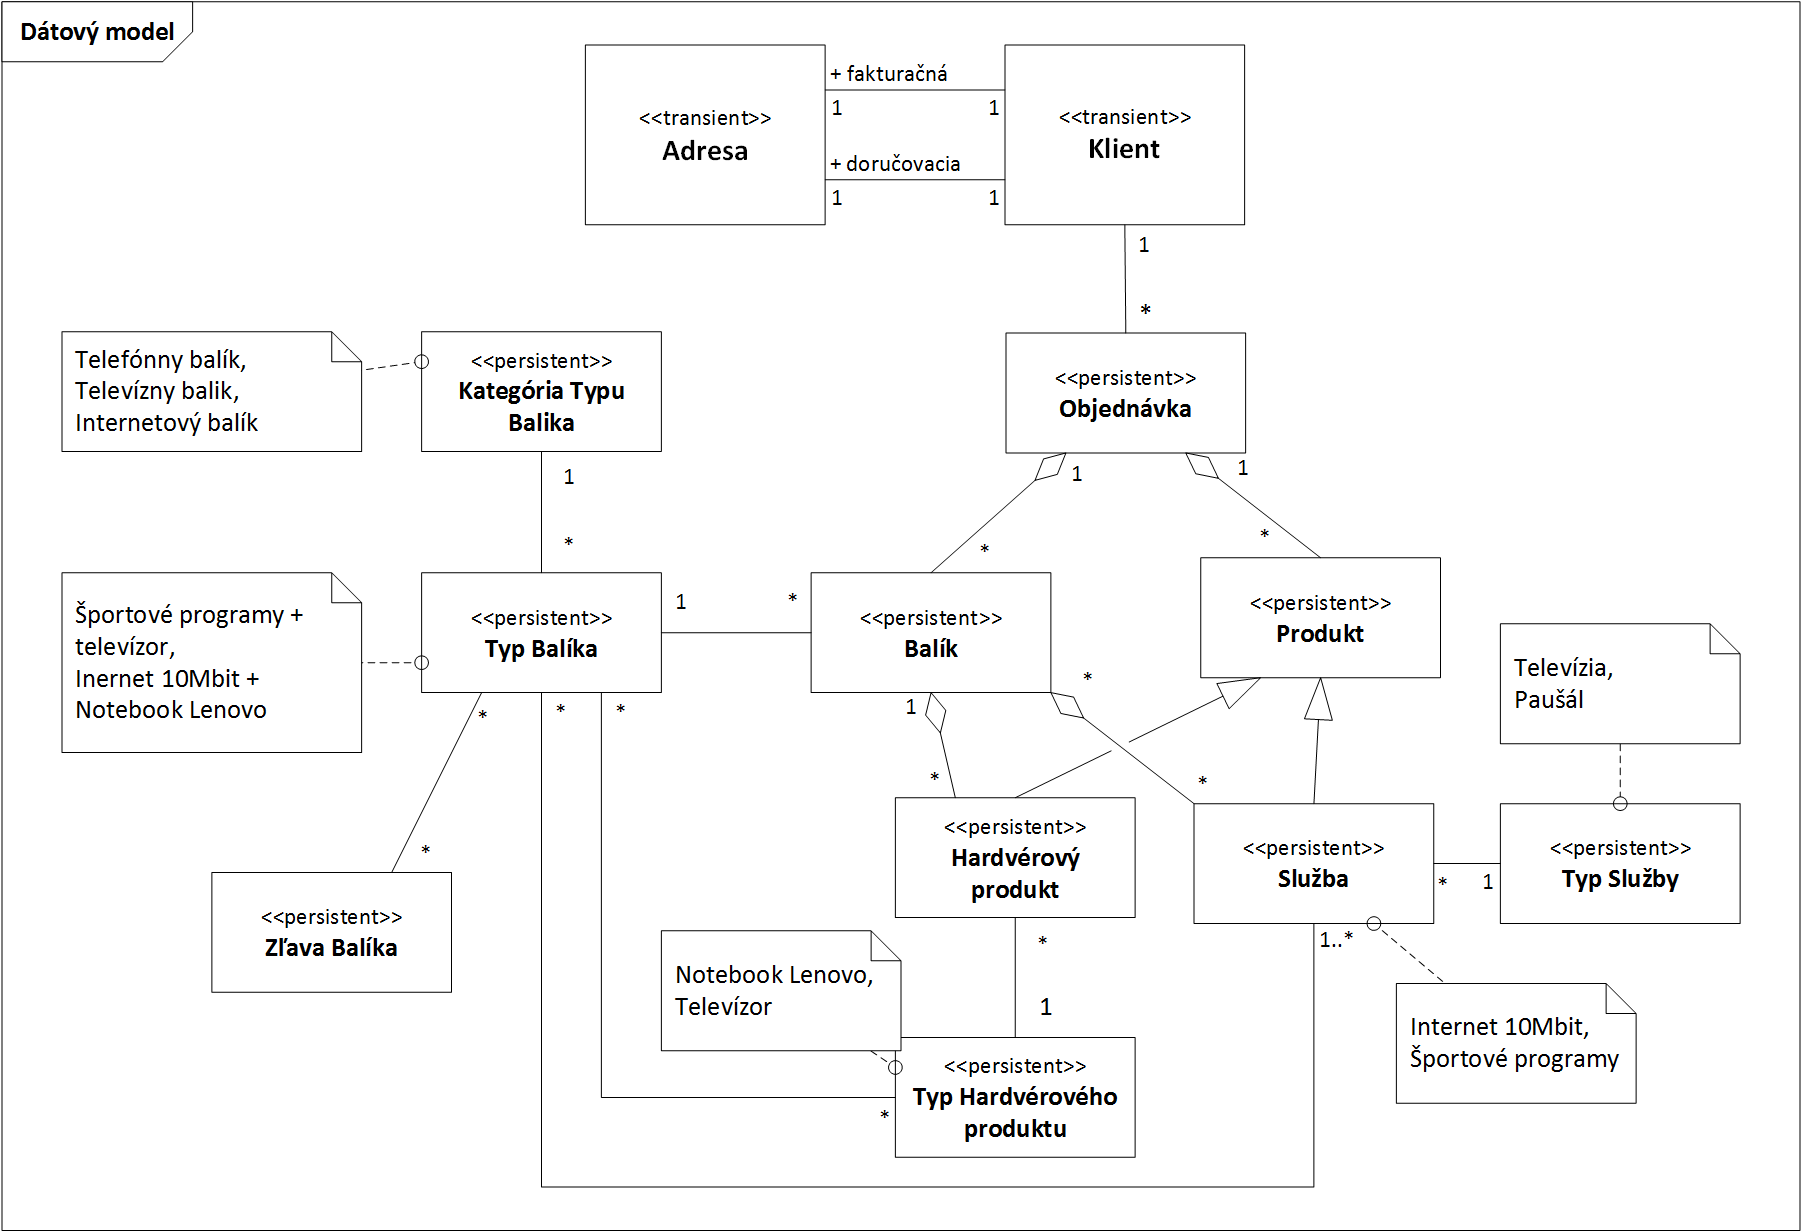 Dátový model
<<transient>>
Adresa
+ fakturačná
1
1
+ doručovacia
1
1
<<transient>>
Klient
1
*
Telefónny balík,
Televízny balik,
Internetový balík
<<persistent>>
Kategória Typu
Balika
<<persistent>>
Objednávka
1
*
1
*
1
*
Športové programy +
televízor,
Inernet 10Mbit +
Notebook Lenovo
<<persistent>>
Typ Balíka
1
*
<<persistent>>
Balík
<<persistent>>
Produkt
Televízia,
Paušál
*
*
*
1
*
*
*
*
<<persistent>>
Hardvérový
produkt
<<persistent>>
Služba
*
1
<<persistent>>
Typ Služby
<<persistent>>
Zľava Balíka
1..*
*
1
Notebook Lenovo,
Televízor
Internet 10Mbit,
Športové programy
<<persistent>>
Typ Hardvérového
produktu
*